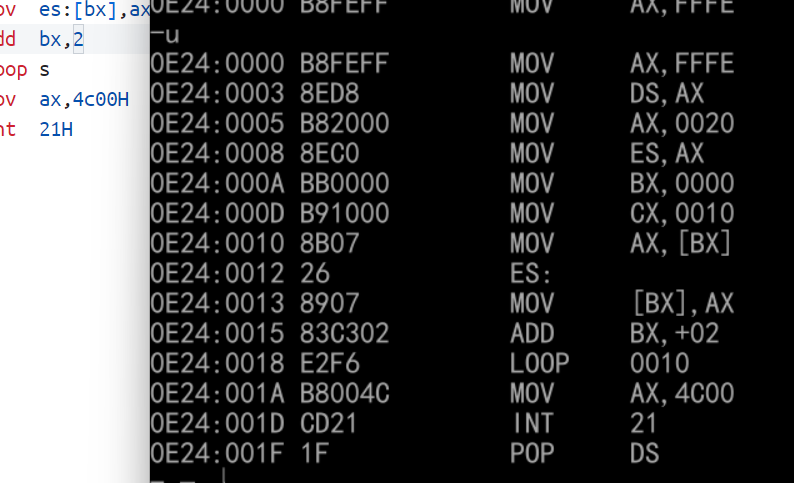 ov es:[bx],ax
dd bx,2
oop s
ov ax,4c00H
nt 21H
0E24:0000 B8FEFF MOV AX,FFFE
-u
0E24:0000 B8FEFF MOV AX,FFFE
0E24:0003 8ED8 MOV DS,AX
0E24:0005 B82000 MOV AX,0020
0E24:0008 8EC0 MOV ES,AX
0E24:000A BB0000 MOV BX,0000
0E24:000D B91000 MOV CX,0010
0E24:0010 8B07 MOV AX,[BX]
0E24:0012 26 ES:
0E24:0013 8907 MOV [BX],AX
0E24:0015 83C302 ADD BX,+02
0E24:0018 E2F6 LOOP 0010
0E24:001A B8004C MOV AX,4C00
0E24:001D CD21 INT 21
0E24:001F 1F POP DS